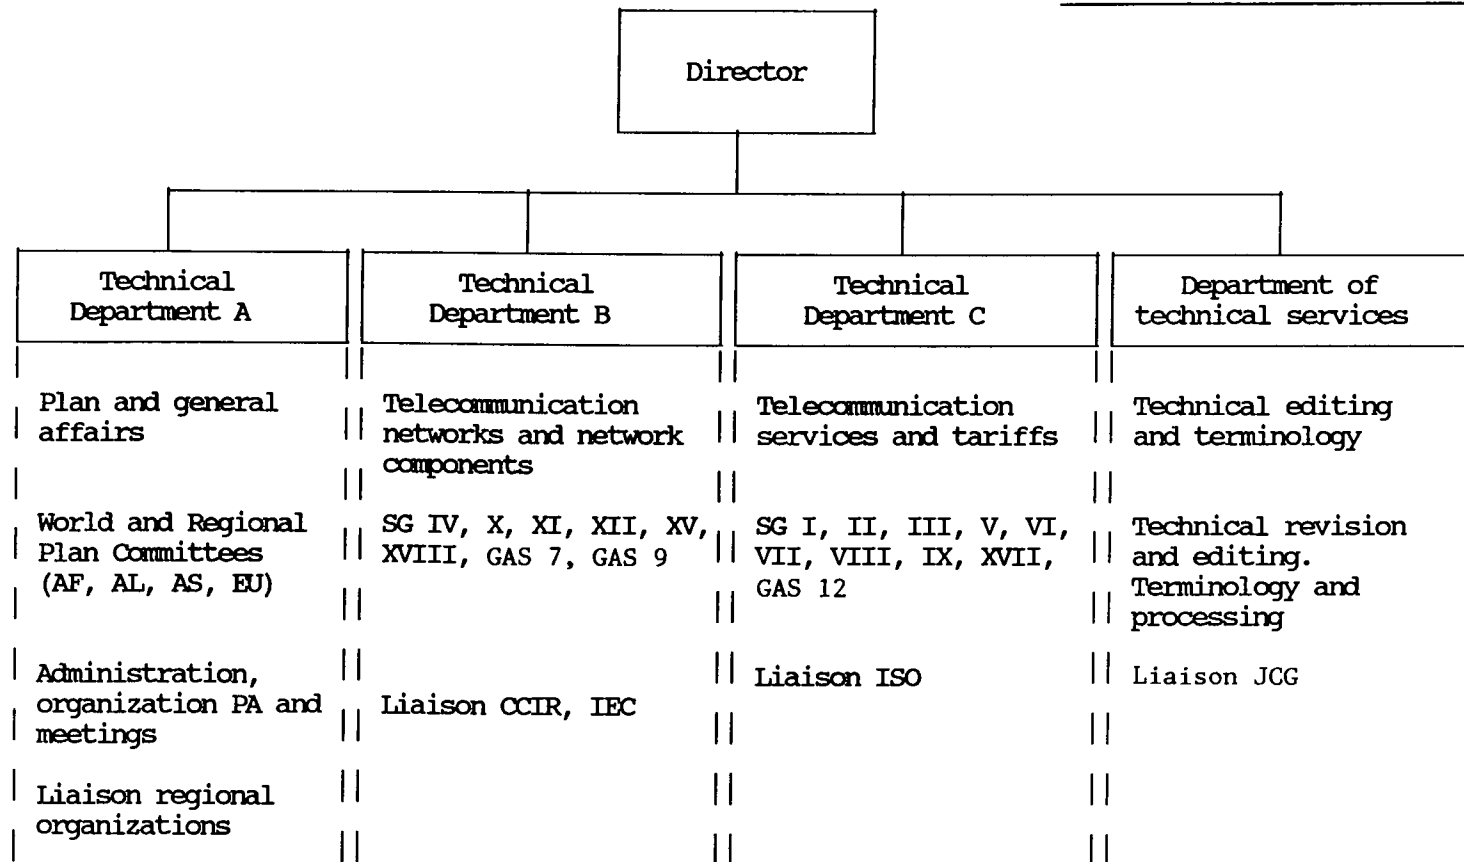 Director
Technical
Department A
Plan and general
affairs
World and Regional
Plan Committees
(AF, AL, AS, EU)
Administration,
organization PA and
meetings
Liaison regional
organizations
Technical
Department B
Telecommunication
networks and network
components
SG IV, X, XI, XII, XV,
XVIII, GAS 7, GAS 9
Liaison CCIR, IEC
Technical
Department C
Telecommunication
services and tariffs
SG I, II, III, V, VI,
VII, VIII, IX, XVII,
GAS 12
Liaison ISO
Department of
technical services
Technical editing
and terminology
Technical revision
and editing.
Terminology and
processing
Liaison JCG